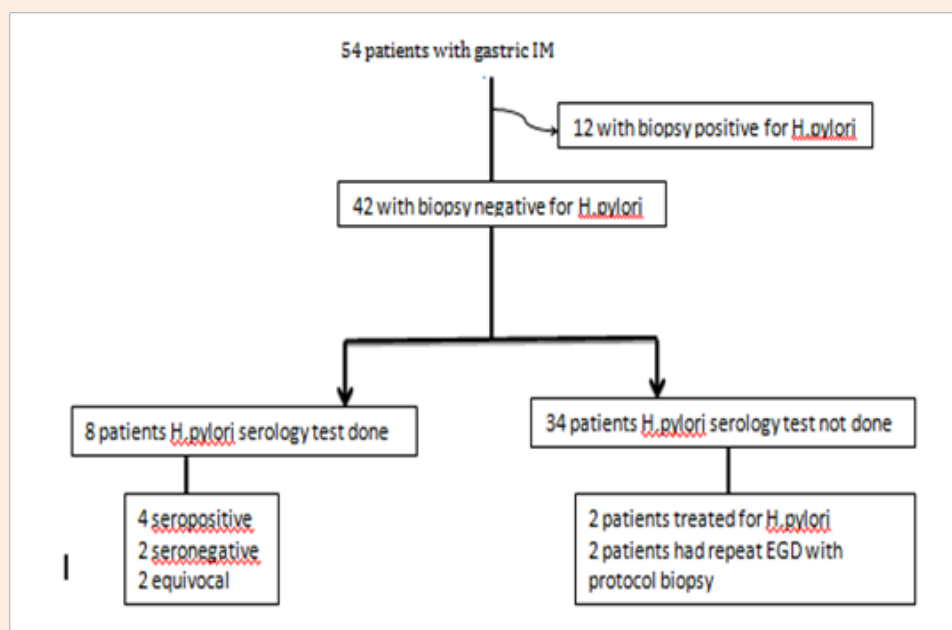 54 patients with gastric IM
12 with biopsy positive for H.pylori
42 with biopsy negative for H.pylori
8 patients H.pylori serology test done
34 patients H.pylori serology test not done
4 seropositive
2 seronegative
2 equivocal
2 patients treated for H.pylori
2 patients had repeat EGD with
protocol biopsy